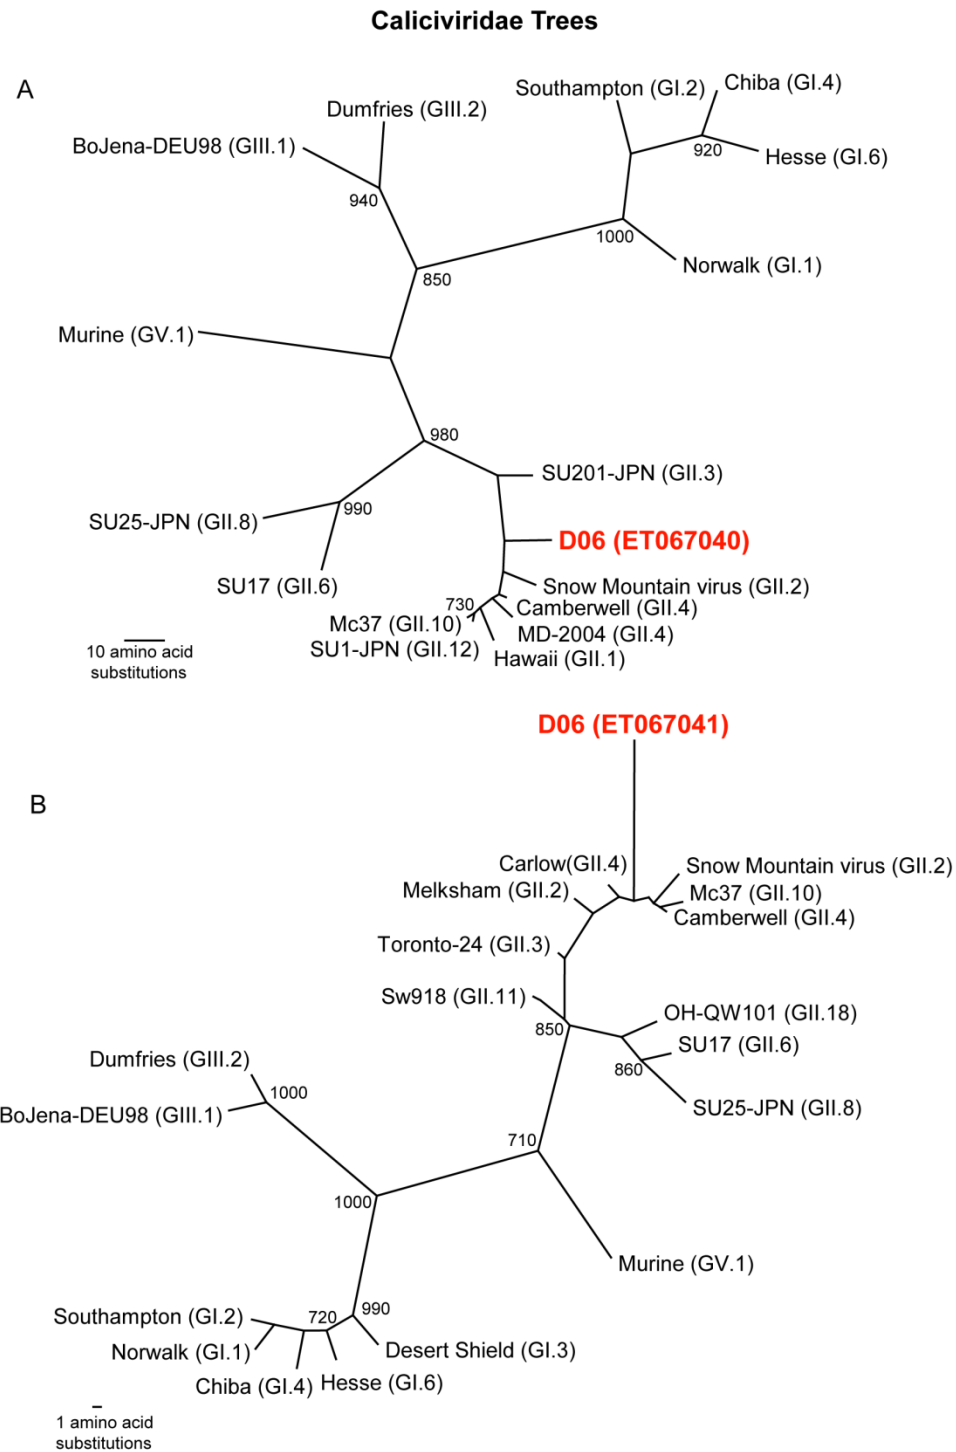 Caliciviridae Trees
A
Southampton (GI.2)
Chiba (GI.4)
Dumfries (GIII.2)
BoJena-DEU98 (GIII.1)
920
Hesse (GI.6)
940
1000
Norwalk (GI.1)
850
Murine (GV.1)
980
SU201-JPN (GII.3)
990
SU25-JPN (GII.8)
D06 (ET067040)
SU17 (GII.6)
Snow Mountain virus (GII.2)
730
Camberwell (GII.4)
Mc37 (GII.10)
MD-2004 (GII.4)
SU1-JPN (GII.12)
Hawaii (GII.1)
10 amino acid
substitutions
D06 (ET067041)
B
Carlow(GII.4)
Snow Mountain virus (GII.2)
Melksham (GII.2)
Mc37 (GII.10)
Camberwell (GII.4)
Toronto-24 (GII.3)
Sw918 (GII.11)
OH-QW101 (GII.18)
850
SU17 (GII.6)
Dumfries (GIII.2)
860
1000
SU25-JPN (GII.8)
BoJena-DEU98 (GIII.1)
710
1000
Murine (GV.1)
990
Southampton (GI.2)
720
Norwalk (GI.1)
Desert Shield (GI.3)
Chiba (GI.4)
Hesse (GI.6)
1 amino acid
substitutions